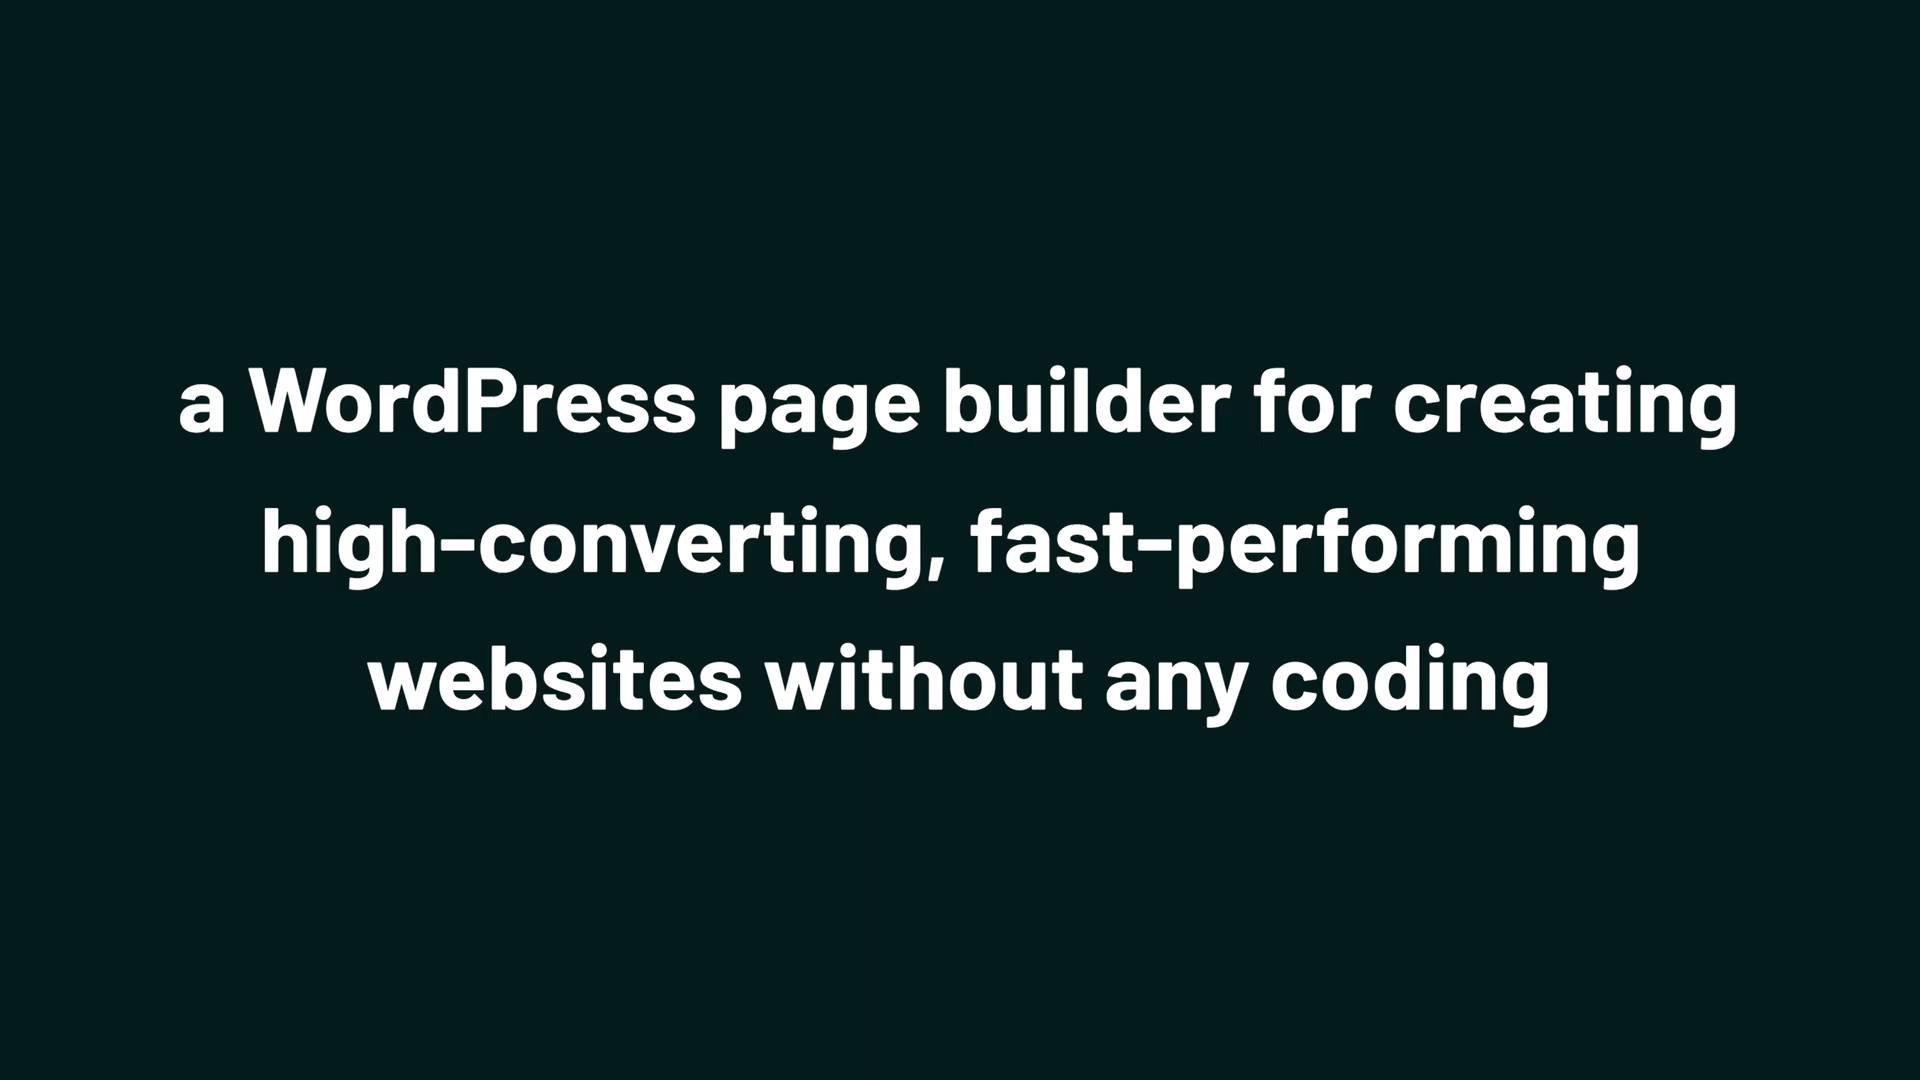 a WordPress page builder for creating
high-converting, fast-performing
websites without any coding